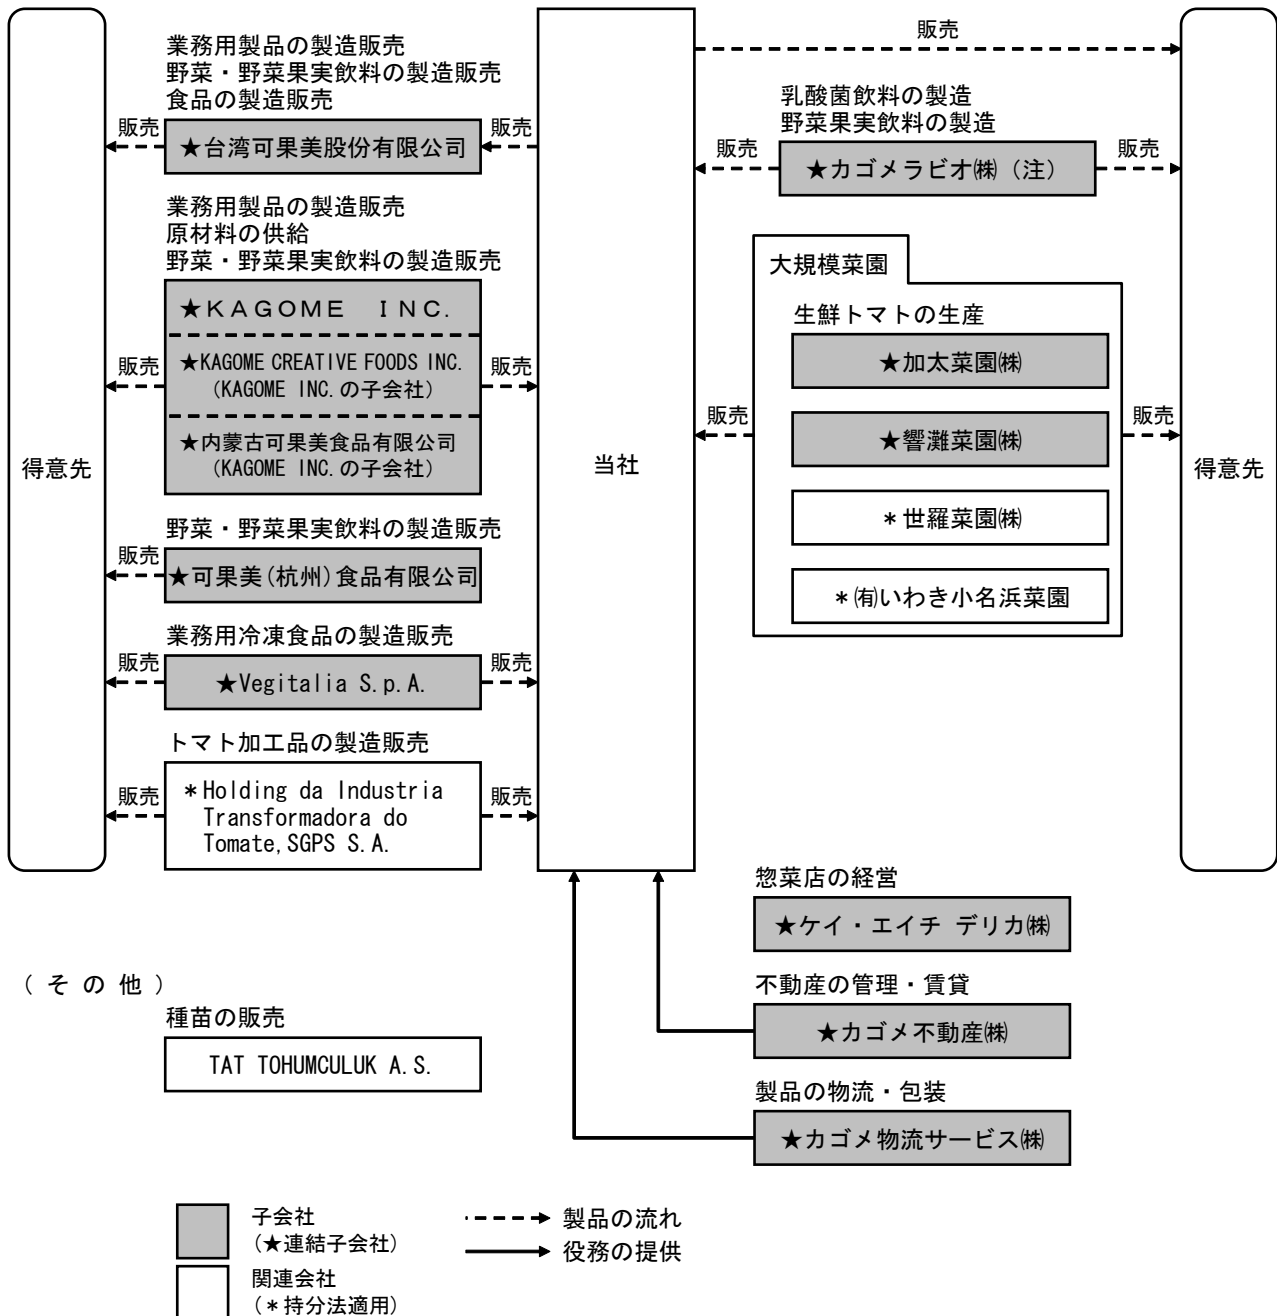 得意先
業務用製品の製造販売
野菜・野菜果実飲料の製造販売
食品の製造販売
販売
★台湾可果美股份有限公司
販売
業務用製品の製造販売
原材料の供給
野菜・野菜果実飲料の製造販売
★KAGOME INC.
販売
★KAGOME CREATIVE FOODS INC.
(KAGOME INC.の子会社)
販売
★内蒙古可果美食品有限公司
(KAGOME INC.の子会社)
野菜・野菜果実飲料の製造販売
販売
★可果美(杭州)食品有限公司
業務用冷凍食品の製造販売
販売
★Vegitalia S.p.A.
販売
トマト加工品の製造販売
販売
*Holding da Industria
Transformadora do
Tomate,SGPS S.A.
販売
当社
販売
乳酸菌飲料の製造
野菜果実飲料の製造
販売
★カゴメラビオ㈱(注)
販売
大規模菜園
生鮮トマトの生産
★加太菜園㈱
販売
★響灘菜園㈱
販売
*世羅菜園㈱
*㈲いわき小名浜菜園
得意先
惣菜店の経営
★ケイ・エイチ デリカ㈱
不動産の管理・賃貸
★カゴメ不動産㈱
製品の物流・包装
★カゴメ物流サービス㈱
(その他)
種苗の販売
TAT TOHUMCULUK A.S.
子会社
(★連結子会社)
関連会社
(*持分法適用)
製品の流れ
役務の提供